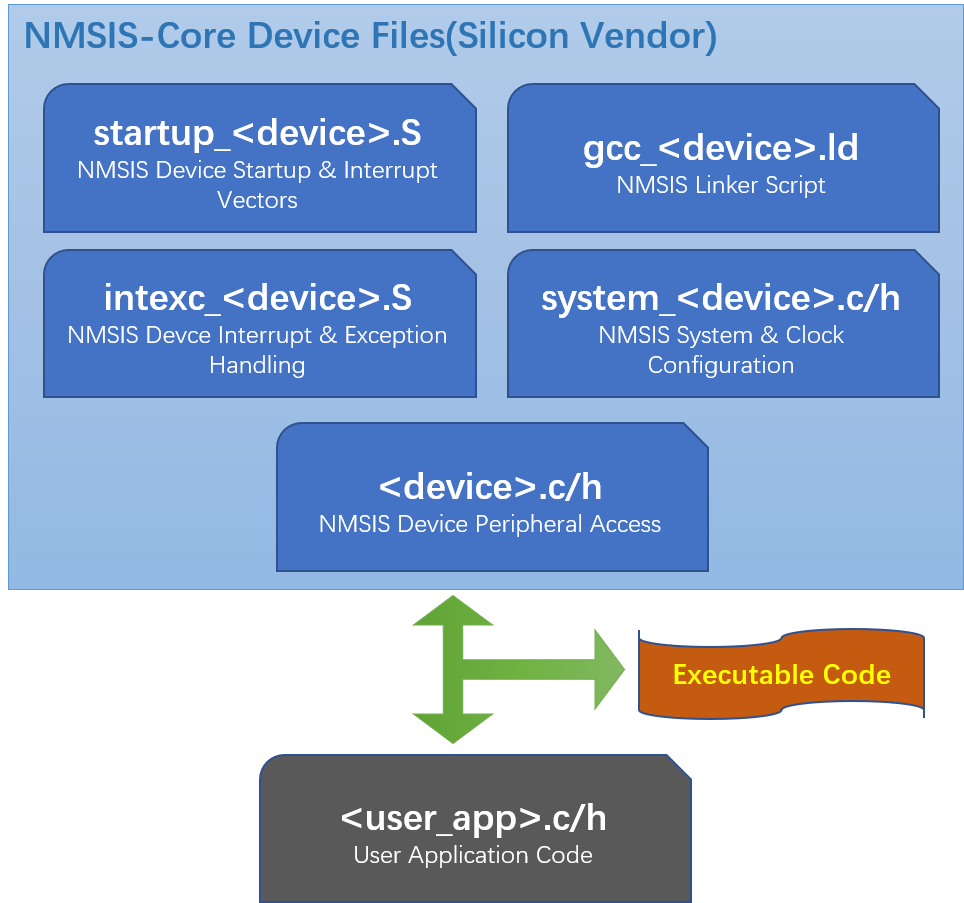 NMSIS-Core Device Files(Silicon Vendor)
startup_<device>.S
NMSIS Device Startup & Interrupt
Vectors
gcc_<device>.ld
NMSIS Linker Script
intexc_<device>.S
NMSIS Devce Interrupt & Exception
Handling
system_<device>.c/h
NMSIS System & Clock
Configuration
<device>.c/h
NMSIS Device Peripheral Access
Executable Code
<user_app>.c/h
User Application Code